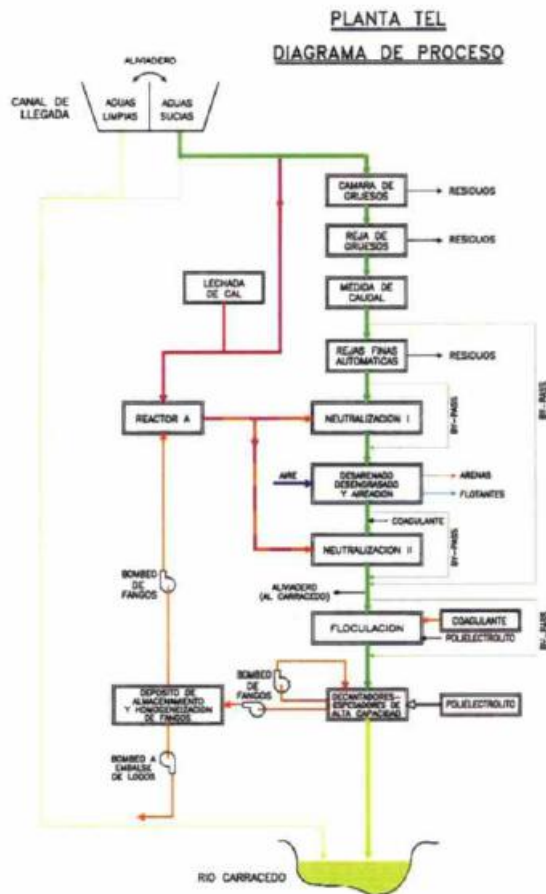 PLANTA TEL
DIAGRAMA DE PROCESO
ALIVIADERO
CANAL DE
LLEGADA
AGUAS
LIMPIAS
AGUAS
SUCIAS
CAMARA DE
GRUESOS
RESIDUOS
REJA DE
GRUESOS
RESIDUOS
LECHADA
DE CAL
MEDIDA DE
CAUDAL
REJAS FINAS
AUTOMATICAS
RESIDUOS
BY-PASS
BY-PASS
REACTOR A
NEUTRALIZACION I
AIRE
DESARENADO
DESENGRASADO
Y AIREACION
ARENAS
FLOTANTES
COAGULANTE
BY-PASS
NEUTRALIZACION II
BOMBEO
DE
FANGOS
ALIVIADERO
(AL CARRACEDO)
FLOCULACION
COAGULANTE
POLIELECTROLITO
BY-PASS
BOMBEO
DE
FANGOS
DEPOSITO DE
ALMACENAMIENTO
Y HOMOGENEIZACION
DE FANGOS
DECANTADORES-
ESPESADORES DE
ALTA CAPACIDAD
POLIELECTROLITO
BOMBEO A
EMBALSE
DE LODOS
RIO CARRACEDO